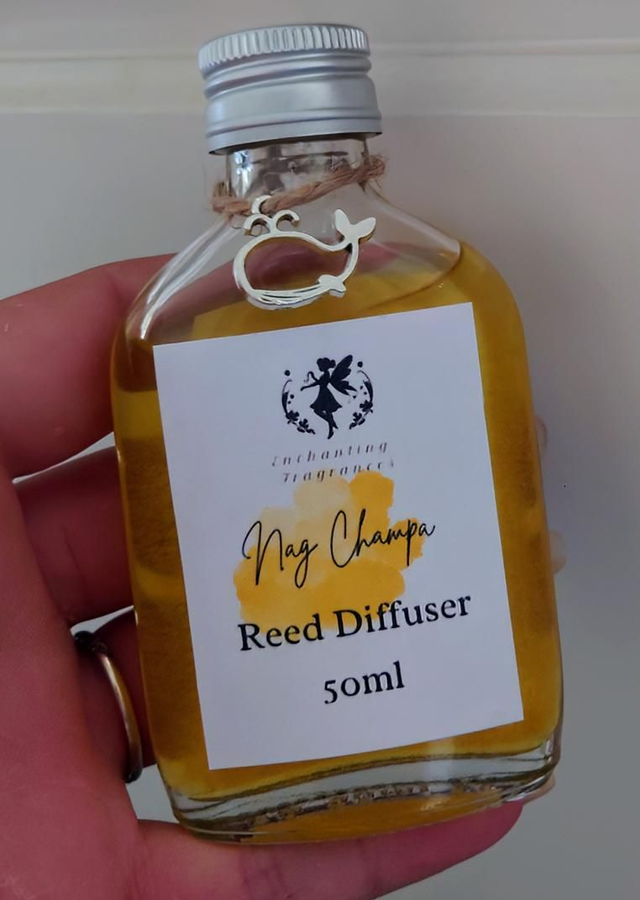 Enchanting
Fragrances
Nag Champa
Reed Diffuser
50ml